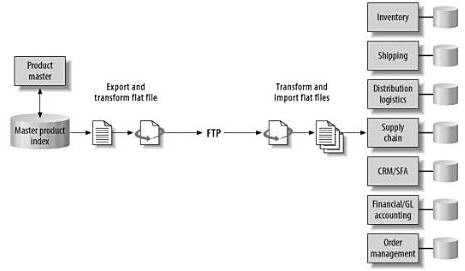 Product
master
Master product
index
Export and
transform flat file
FTP
Transform and
import flat files
Inventory
Shipping
Distribution
logistics
Supply
chain
CRM/SFA
Financial/GL
accounting
Order
management